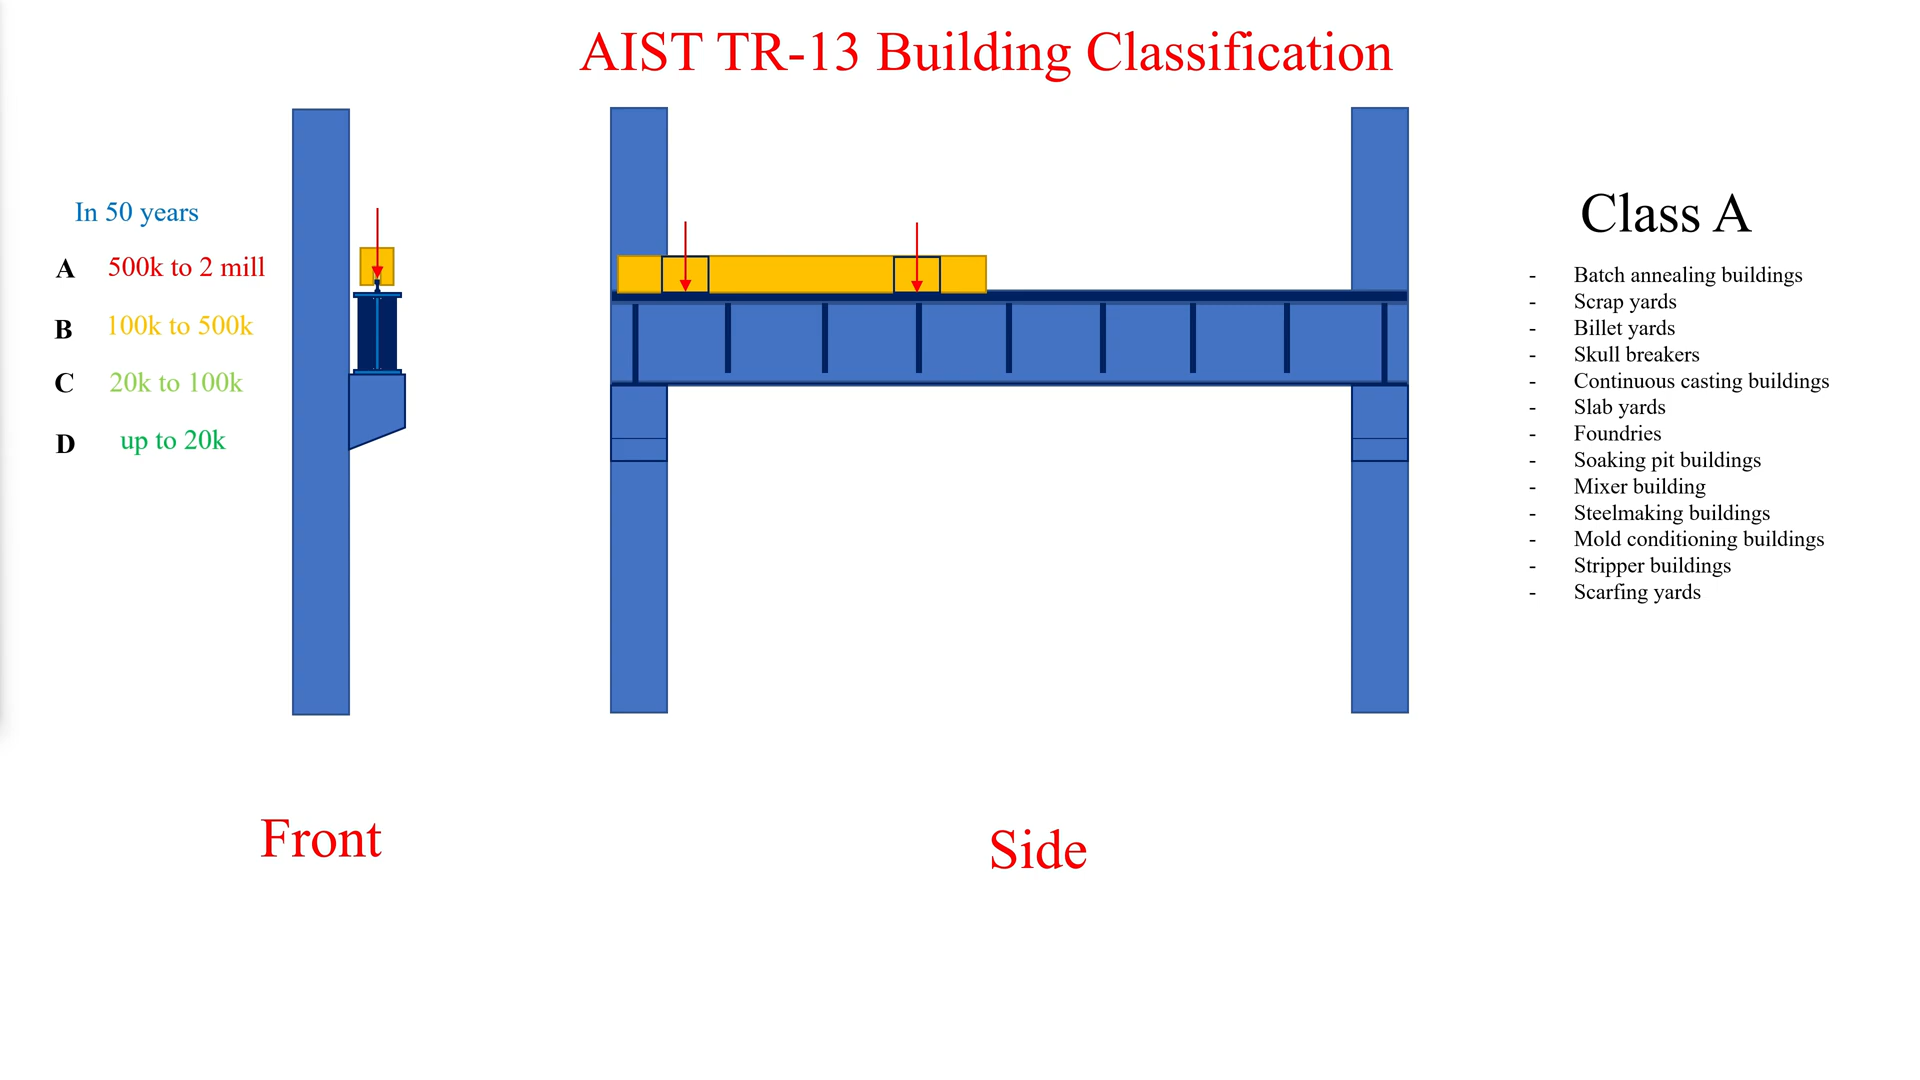 AIST TR-13 Building Classification
In 50 years
A 500k to 2 mill
B 100k to 500k
C 20k to 100k
D up to 20k
Class A
- Batch annealing buildings
- Scrap yards
- Billet yards
- Skull breakers
- Continuous casting buildings
- Slab yards
- Foundries
- Soaking pit buildings
- Mixer building
- Steelmaking buildings
- Mold conditioning buildings
- Stripper buildings
- Scarfing yards
Front
Side